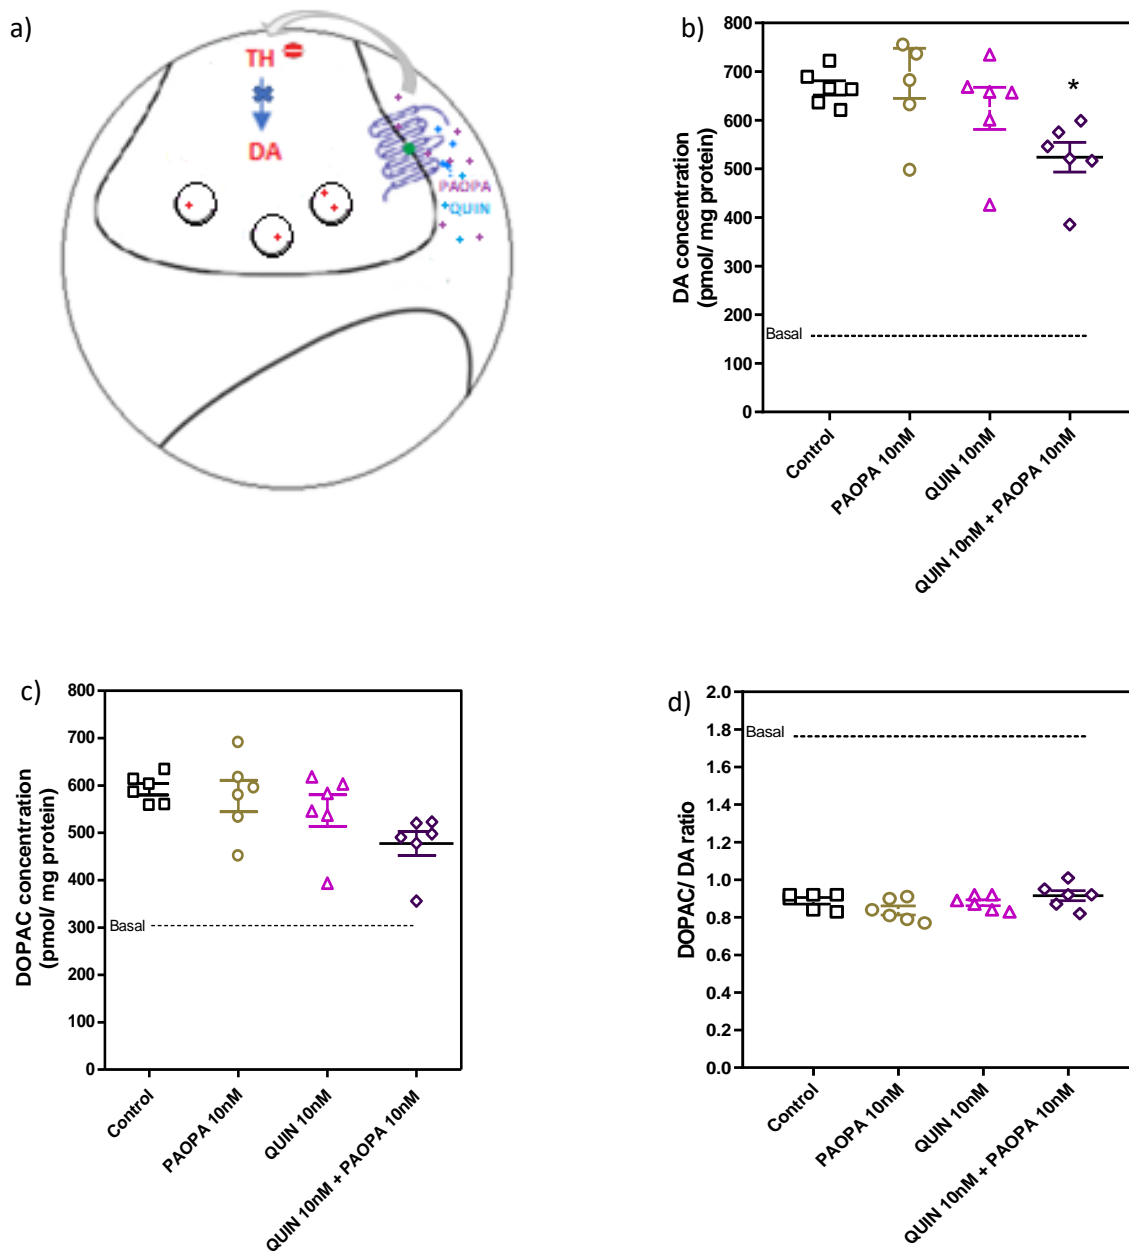 a)
TH
DA
PAOPA
QUIN
b)
DA concentration
(pmol/ mg protein)
800
700
600
500
400
300
200
100
0
Basal
*
Control
PAOPA 10nM
QUIN 10nM
QUIN 10nM + PAOPA 10nM
c)
DOPAC concentration
(pmol/ mg protein)
800
700
600
500
400
300
200
100
0
Basal
Control
PAOPA 10nM
QUIN 10nM
QUIN 10nM + PAOPA 10nM
d)
DOPAC/ DA ratio
2.0
1.8
1.6
1.4
1.2
1.0
0.8
0.6
0.4
0.2
0.0
Basal
Control
PAOPA 10nM
QUIN 10nM
QUIN 10nM + PAOPA 10nM